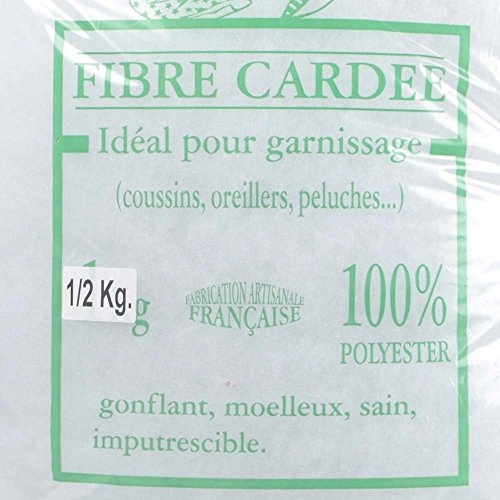 FIBRE CARDEE
Idéal pour garnissage
(coussins, oreillers, peluches...)
1/2 Kg.
g
FABRICATION ARTISANALE
FRANÇAISE
100%
POLYESTER
gonflant, moelleux, sain,
imputrescible.